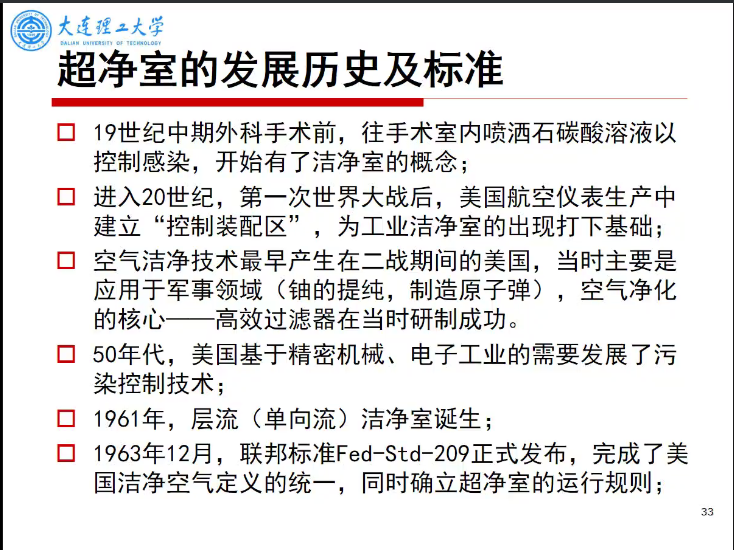 大连理工大学
DALIAN UNIVERSITY OF TECHNOLOGY
超净室的发展历史及标准
19世纪中期外科手术前，往手术室内喷洒石碳酸溶液以
控制感染，开始有了洁净室的概念；
进入20世纪，第一次世界大战后，美国航空仪表生产中
建立“控制装配区”，为工业洁净室的出现打下基础；
空气洁净技术最早产生在二战期间的美国，当时主要是
应用于军事领域（铀的提纯，制造原子弹），空气净化
的核心——高效过滤器在当时研制成功。
50年代，美国基于精密机械、电子工业的需要发展了污
染控制技术；
1961年，层流（单向流）洁净室诞生；
1963年12月，联邦标准Fed-Std-209正式发布，完成了美
国洁净空气定义的统一，同时确立超净室的运行规则；
33